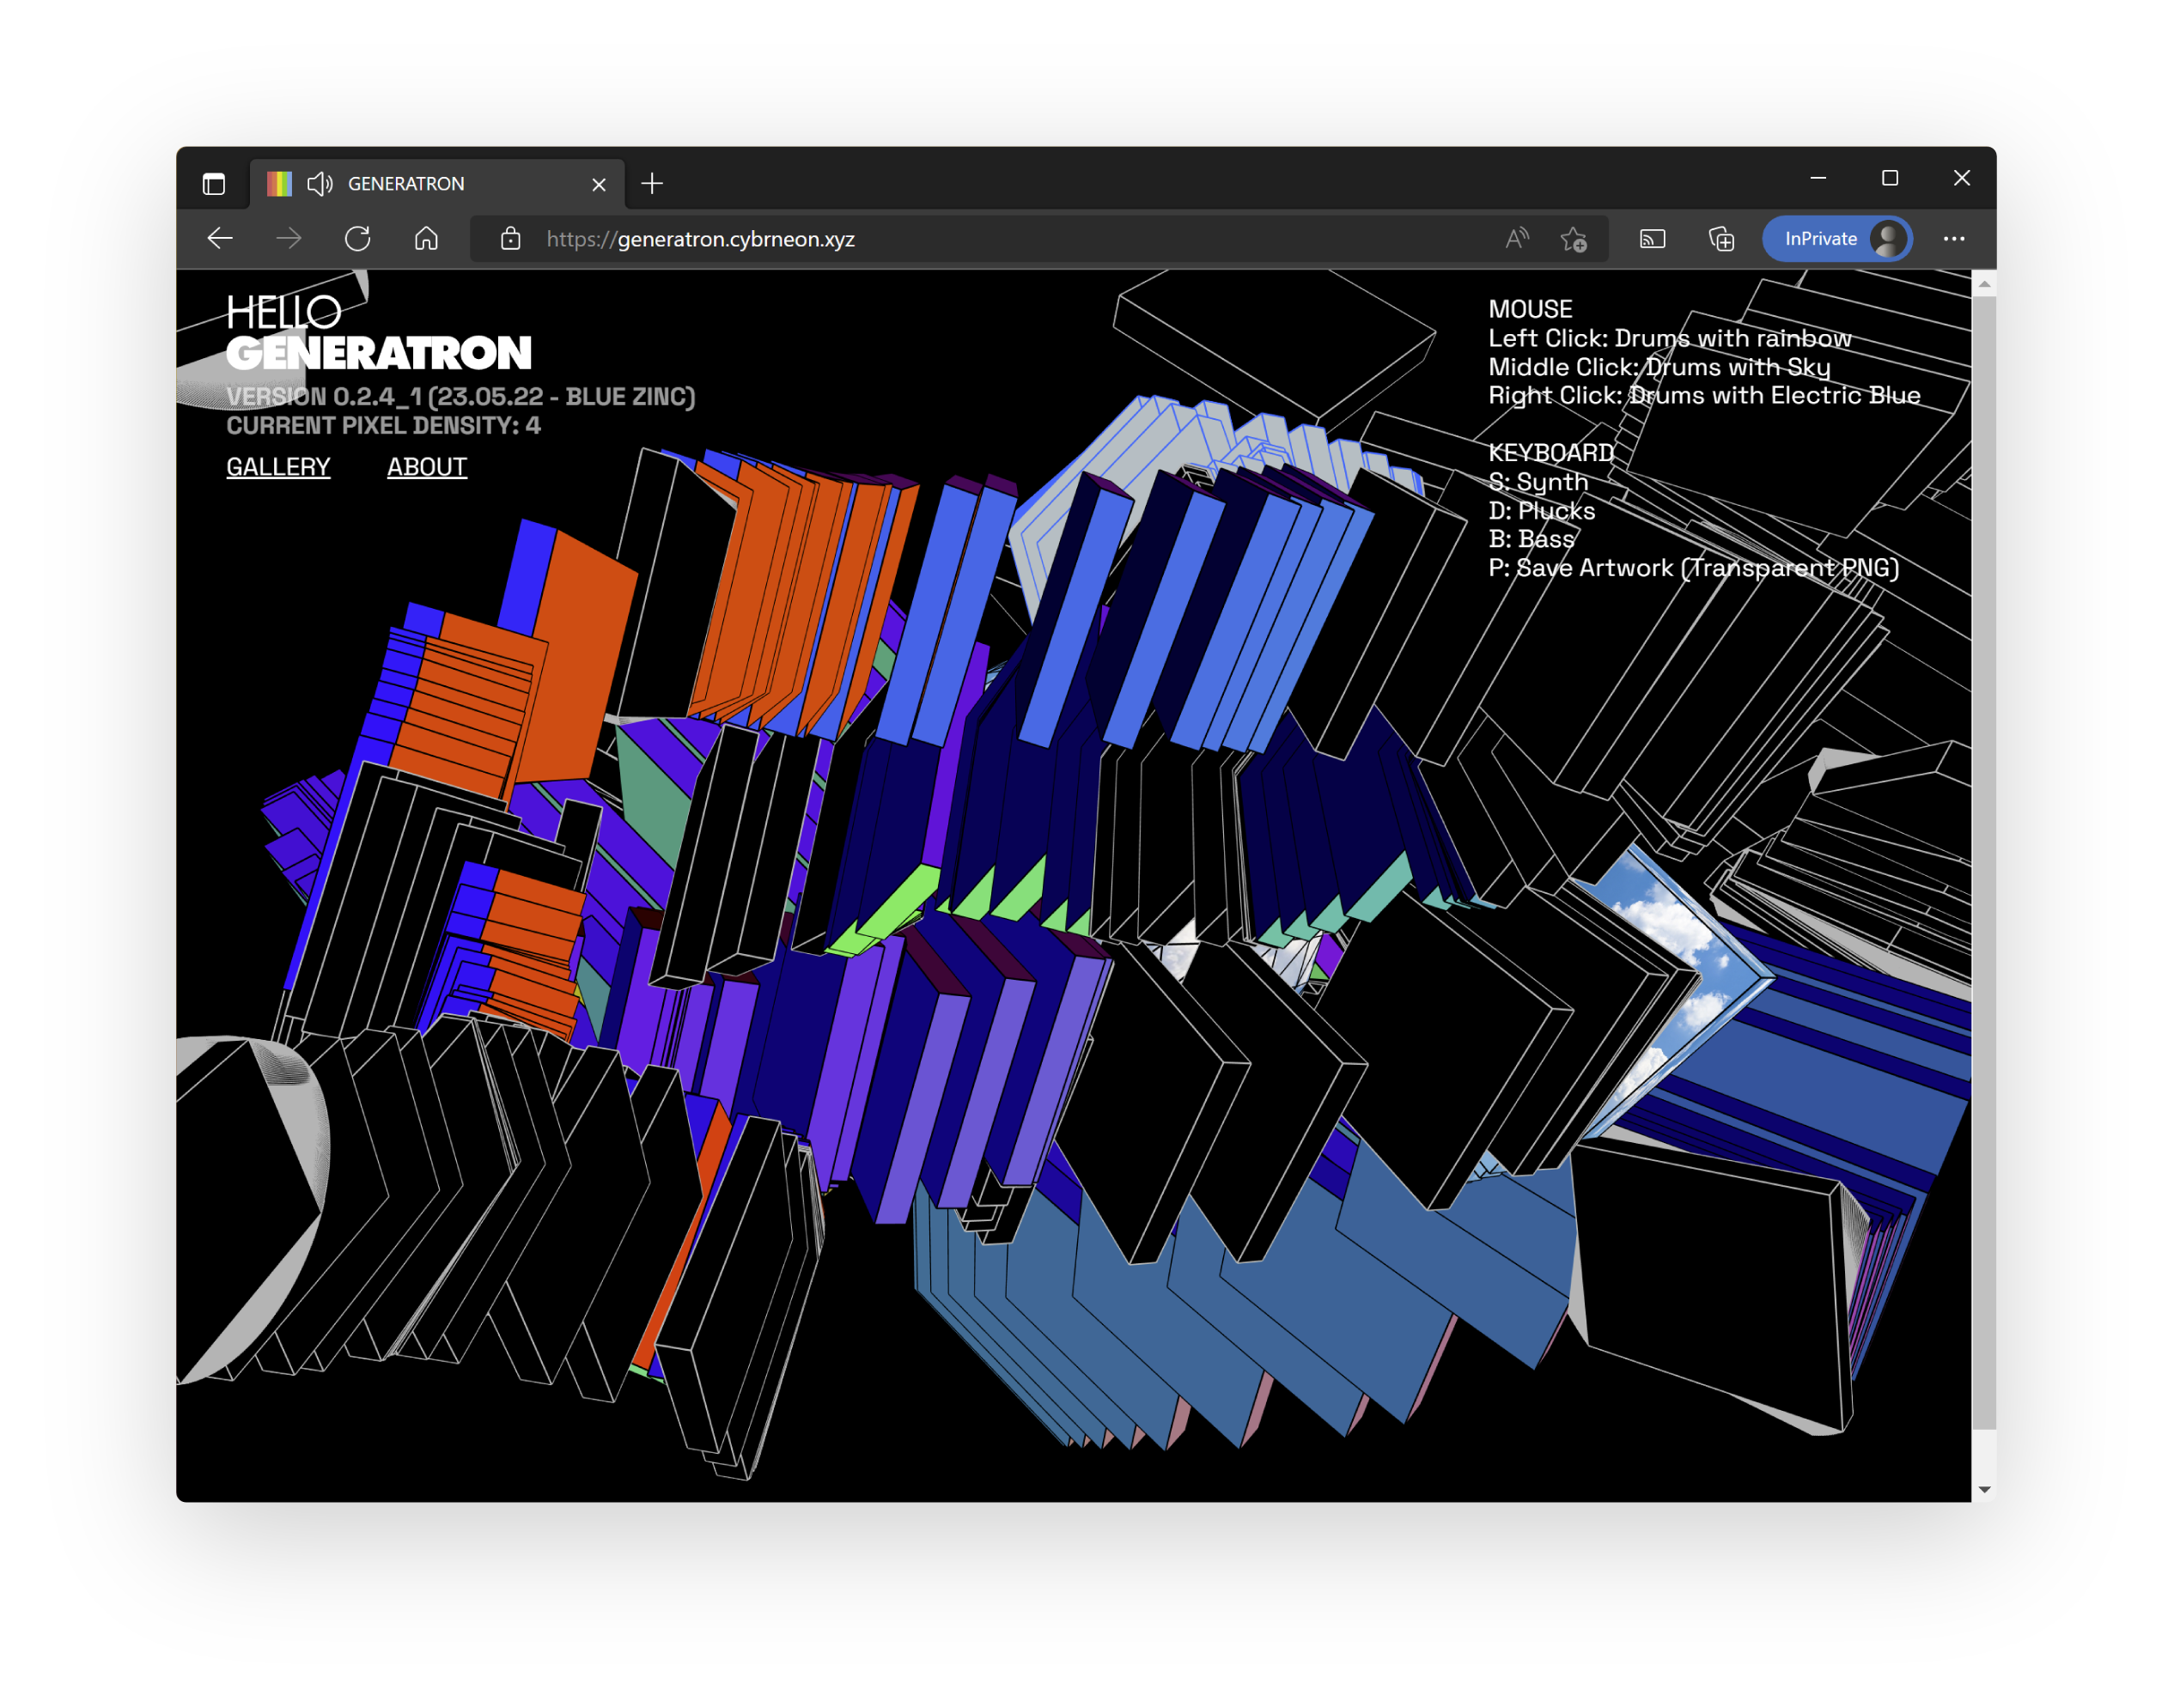 GENERATRON
https://generatron.cybrneon.xyz
InPrivate
HELLO
GENERATRON
VERSION 0.2.4_1 (23.05.22 - BLUE ZINC)
CURRENT PIXEL DENSITY: 4
GALLERY ABOUT
MOUSE
Left Click: Drums with rainbow
Middle Click: Drums with Sky
Right Click: Drums with Electric Blue
KEYBOARD
S: Synth
D: Plucks
B: Bass
P: Save Artwork (Transparent PNG)